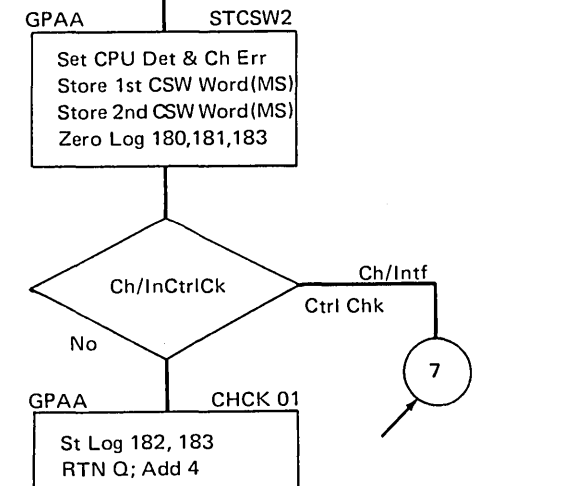 GPAA STCSW2
Set CPU Det & Ch Err
Store 1st CSW Word(MS)
Store 2nd CSW Word(MS)
Zero Log 180,181,183
Ch/InCtrlCk
Ch/Intf
Ctrl Chk
No
7
GPAA CHCK 01
St Log 182, 183
RTN Q; Add 4